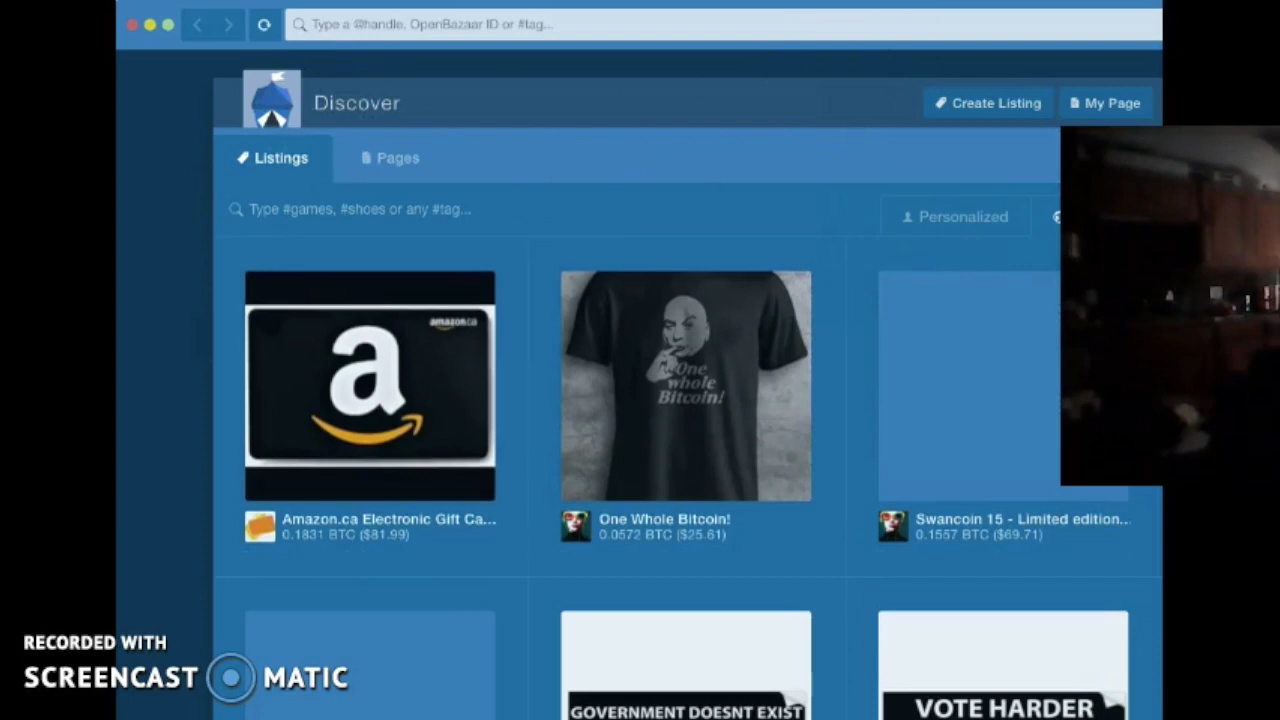 Type a @handle, OpenBazaar ID or #tag...
Discover
Create Listing
My Page
Listings
Pages
Type #games, #shoes or any #tag...
Personalized
amazon.ca
a
One
whole
Bitcoin!
Amazon.ca Electronic Gift Ca...
0.1831 BTC ($81.99)
One Whole Bitcoin!
0.0572 BTC ($25.61)
Swancoin 15 - Limited edition...
0.1557 BTC ($69.71)
RECORDED WITH
SCREENCAST MATIC
GOVERNMENT DOESNT EXIST
VOTE HARDER